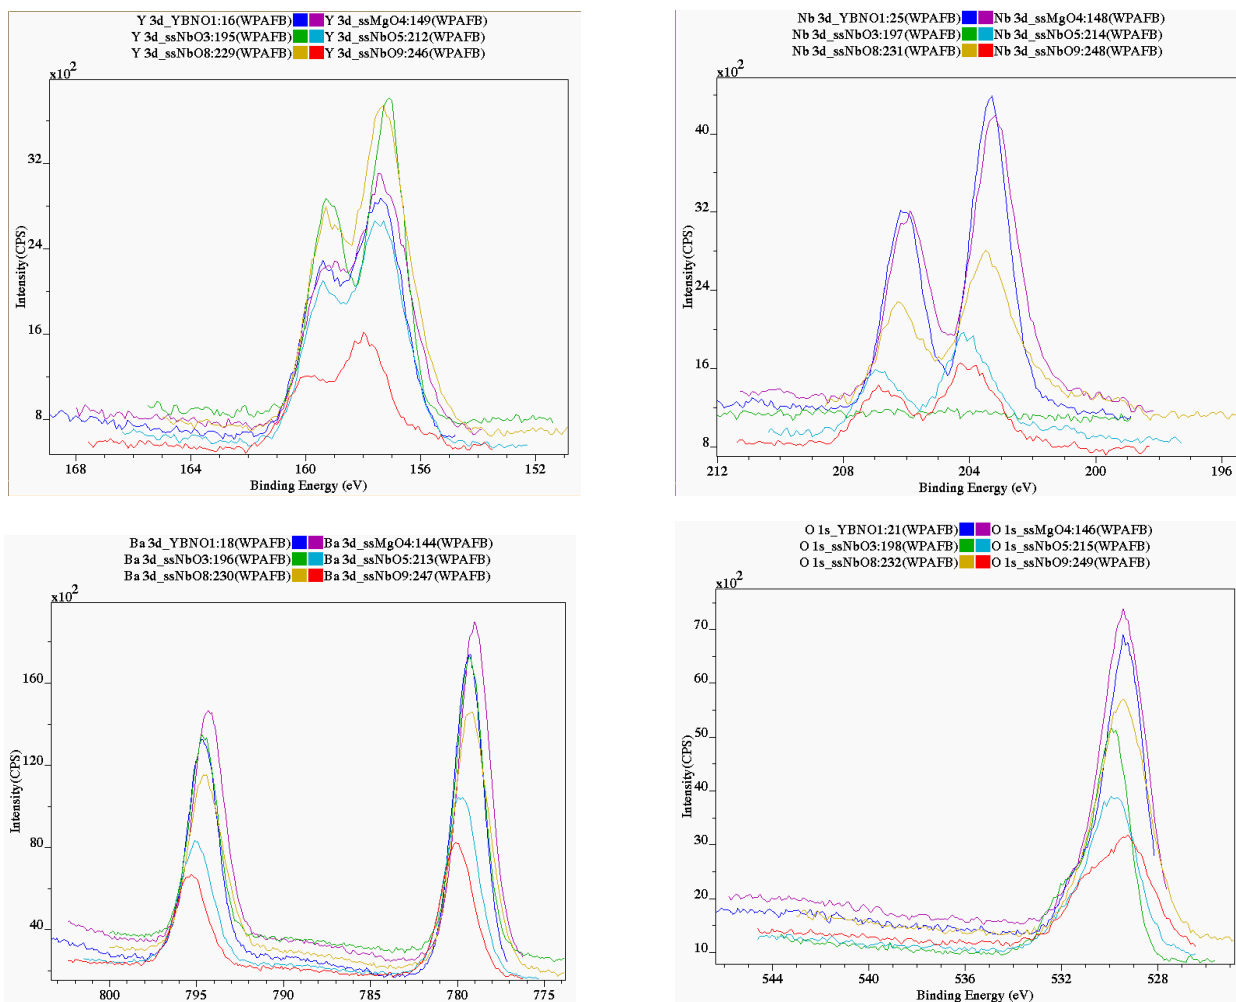 Y 3d_YBNO1:16(WPAFB) Y 3d_ssMgO4:149(WPAFB)
Y 3d_ssNbO3:195(WPAFB) Y 3d_ssNbO5:212(WPAFB)
Y 3d_ssNbO8:229(WPAFB) Y 3d_ssNbO9:246(WPAFB)
x10²
32
24
16
8
Intensity (CPS)
168 164 160 156 152
Binding Energy (eV)
Nb 3d_YBNO1:25(WPAFB) Nb 3d_ssMgO4:148(WPAFB)
Nb 3d_ssNbO3:197(WPAFB) Nb 3d_ssNbO5:214(WPAFB)
Nb 3d_ssNbO8:231(WPAFB) Nb 3d_ssNbO9:248(WPAFB)
x10²
40
32
24
16
8
Intensity (CPS)
212 208 204 200 196
Binding Energy (eV)
Ba 3d_YBNO1:18(WPAFB) Ba 3d_ssMgO4:144(WPAFB)
Ba 3d_ssNbO3:196(WPAFB) Ba 3d_ssNbO5:213(WPAFB)
Ba 3d_ssNbO8:230(WPAFB) Ba 3d_ssNbO9:247(WPAFB)
x10²
160
120
80
40
Intensity (CPS)
800 795 790 785 780 775
O 1s_YBNO1:21(WPAFB) O 1s_ssMgO4:146(WPAFB)
O 1s_ssNbO3:198(WPAFB) O 1s_ssNbO5:215(WPAFB)
O 1s_ssNbO8:232(WPAFB) O 1s_ssNbO9:249(WPAFB)
x10²
70
60
50
40
30
20
10
Intensity (CPS)
544 540 536 532 528
Binding Energy (eV)